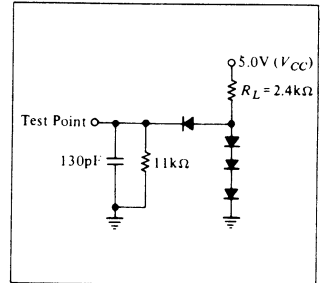 5.0V (VCC)
RL = 2.4kΩ
Test Point
130pF
11kΩ